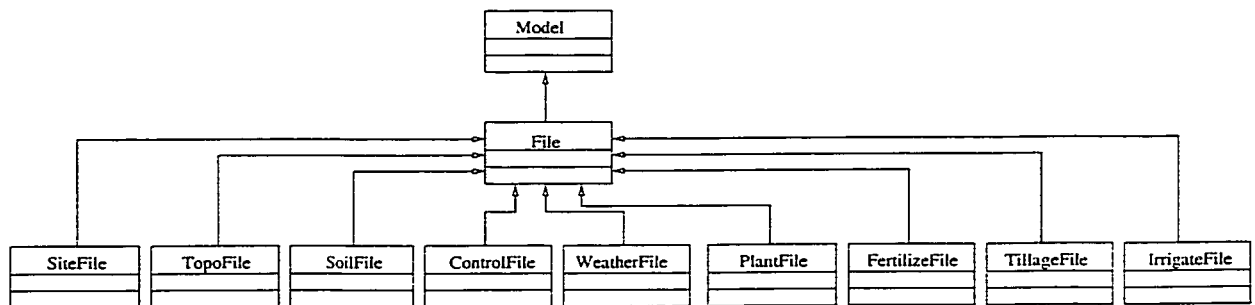 Model
File
SiteFile
TopoFile
SoilFile
ControlFile
WeatherFile
PlantFile
FertilizeFile
TillageFile
IrrigateFile